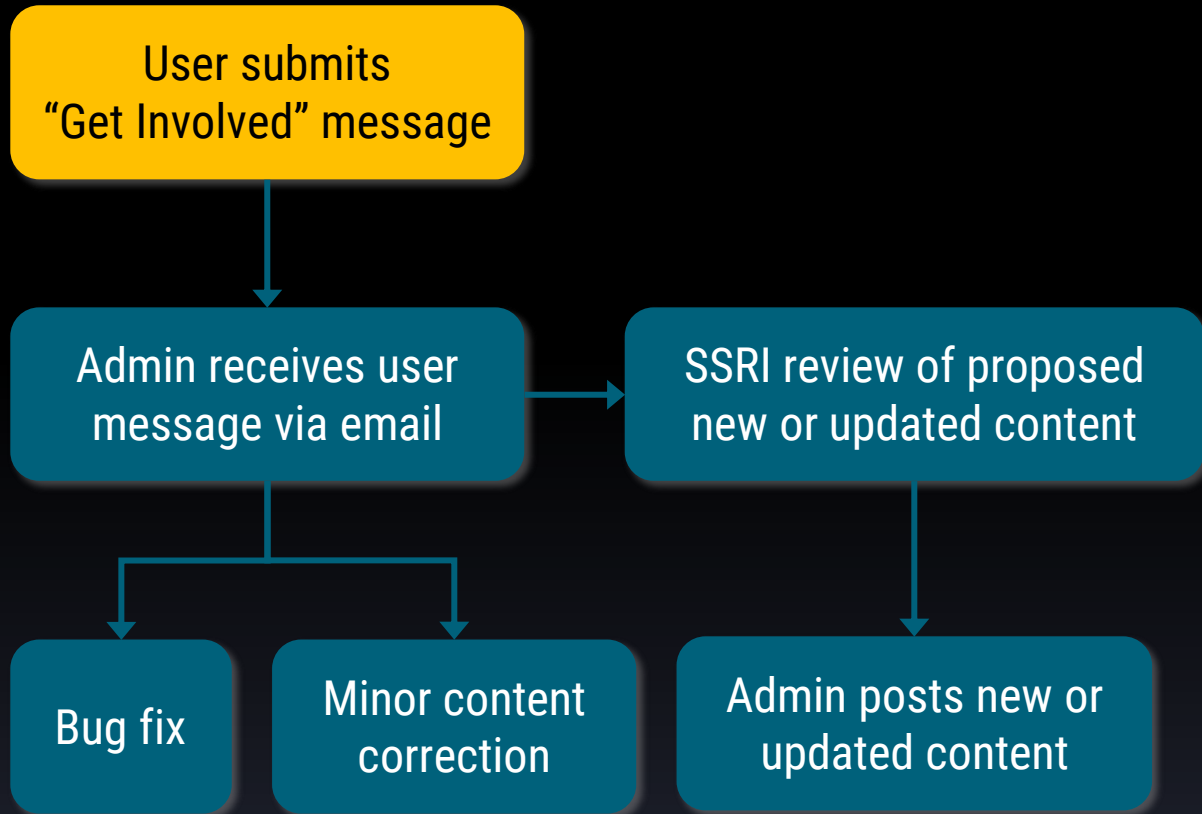 User submits
“Get Involved” message
Admin receives user
message via email
SSRI review of proposed
new or updated content
Bug fix
Minor content
correction
Admin posts new or
updated content